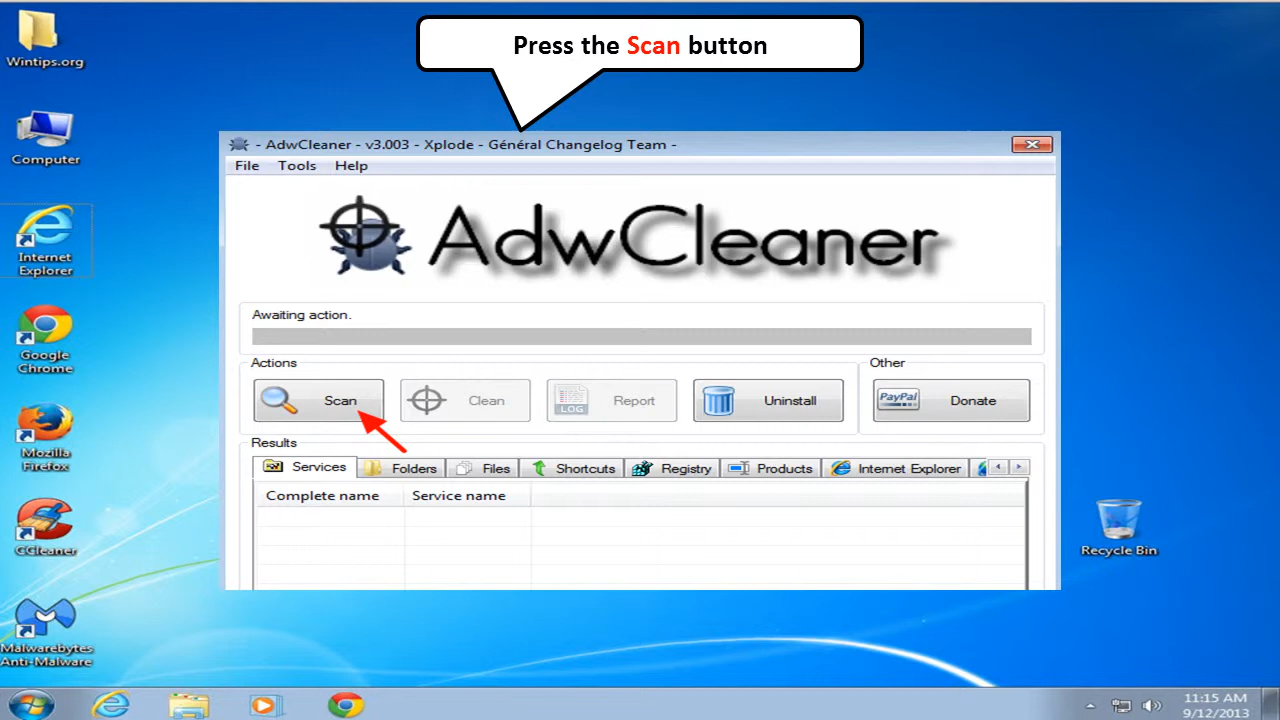 Press the Scan button
Wintips.org
Computer
Internet
Explorer
Google
Chrome
Mozilla
Firefox
CCleaner
Malwarebytes
Anti-Malware
- AdwCleaner - v3.003 - Xplode - Général Changelog Team -
File Tools Help
AdwCleaner
Awaiting action.
Actions
Other
Scan
Clean
LOG
Report
Uninstall
PayPal
Donate
Results
Services Folders Files Shortcuts Registry Products Internet Explorer
Complete name Service name
Recycle Bin
11:15 AM
9/12/2013